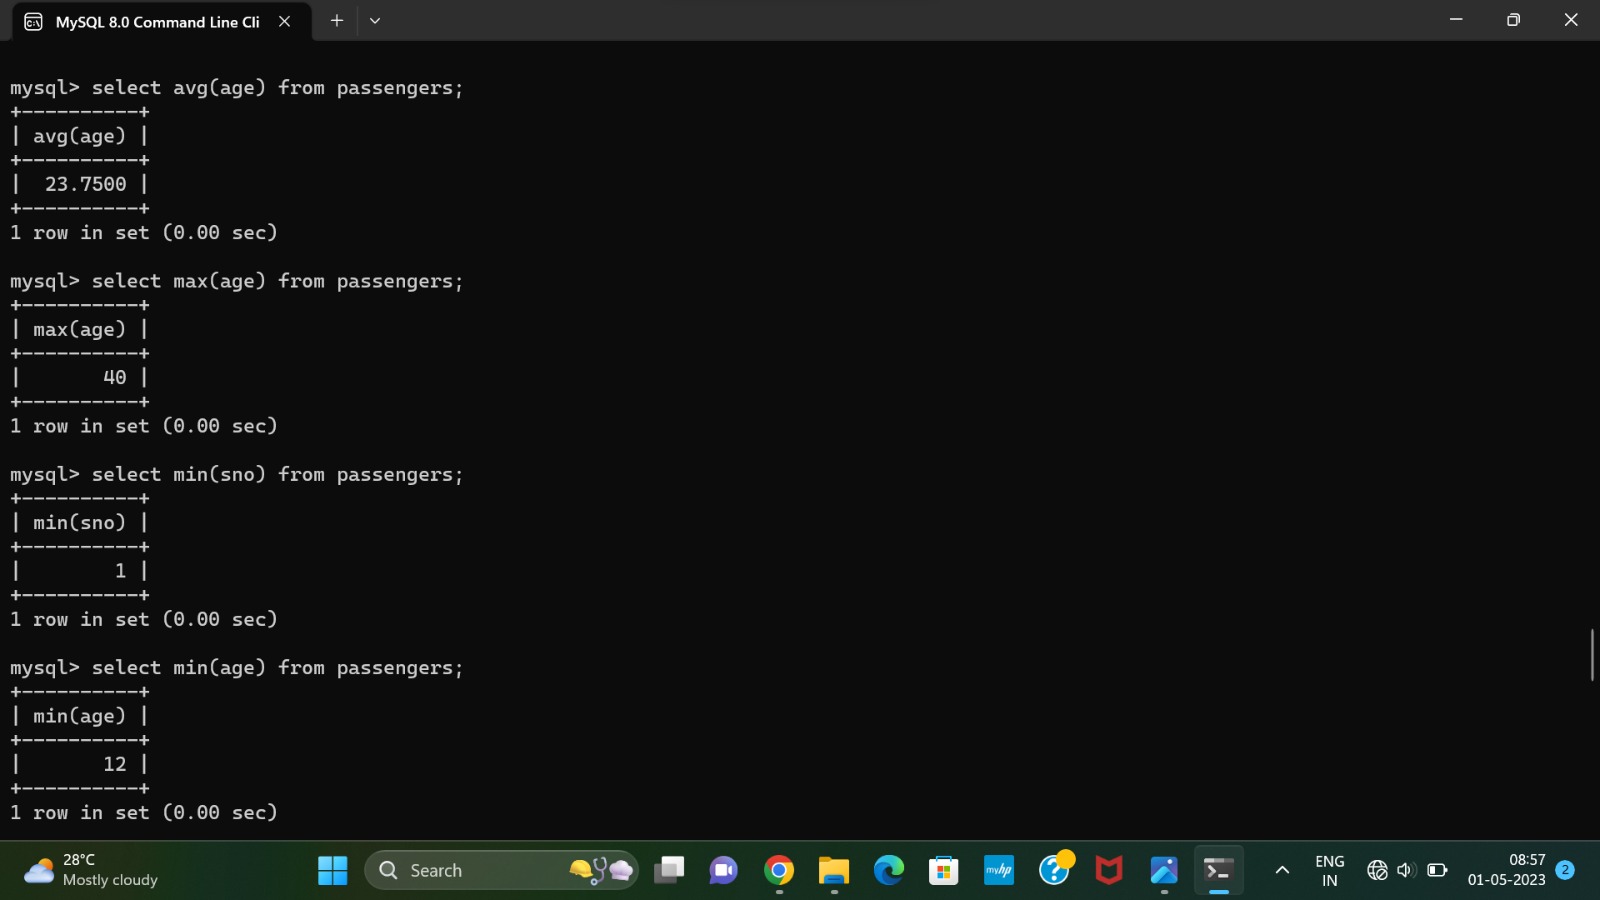 MySQL 8.0 Command Line Cli
mysql> select avg(age) from passengers;
+----------+
| avg(age) |
+----------+
|  23.7500 |
+----------+
1 row in set (0.00 sec)
mysql> select max(age) from passengers;
+----------+
| max(age) |
+----------+
|       40 |
+----------+
1 row in set (0.00 sec)
mysql> select min(sno) from passengers;
+----------+
| min(sno) |
+----------+
|        1 |
+----------+
1 row in set (0.00 sec)
mysql> select min(age) from passengers;
+----------+
| min(age) |
+----------+
|       12 |
+----------+
1 row in set (0.00 sec)
28°C
Mostly cloudy
Search
myhp
ENG
IN
08:57
01-05-2023
2